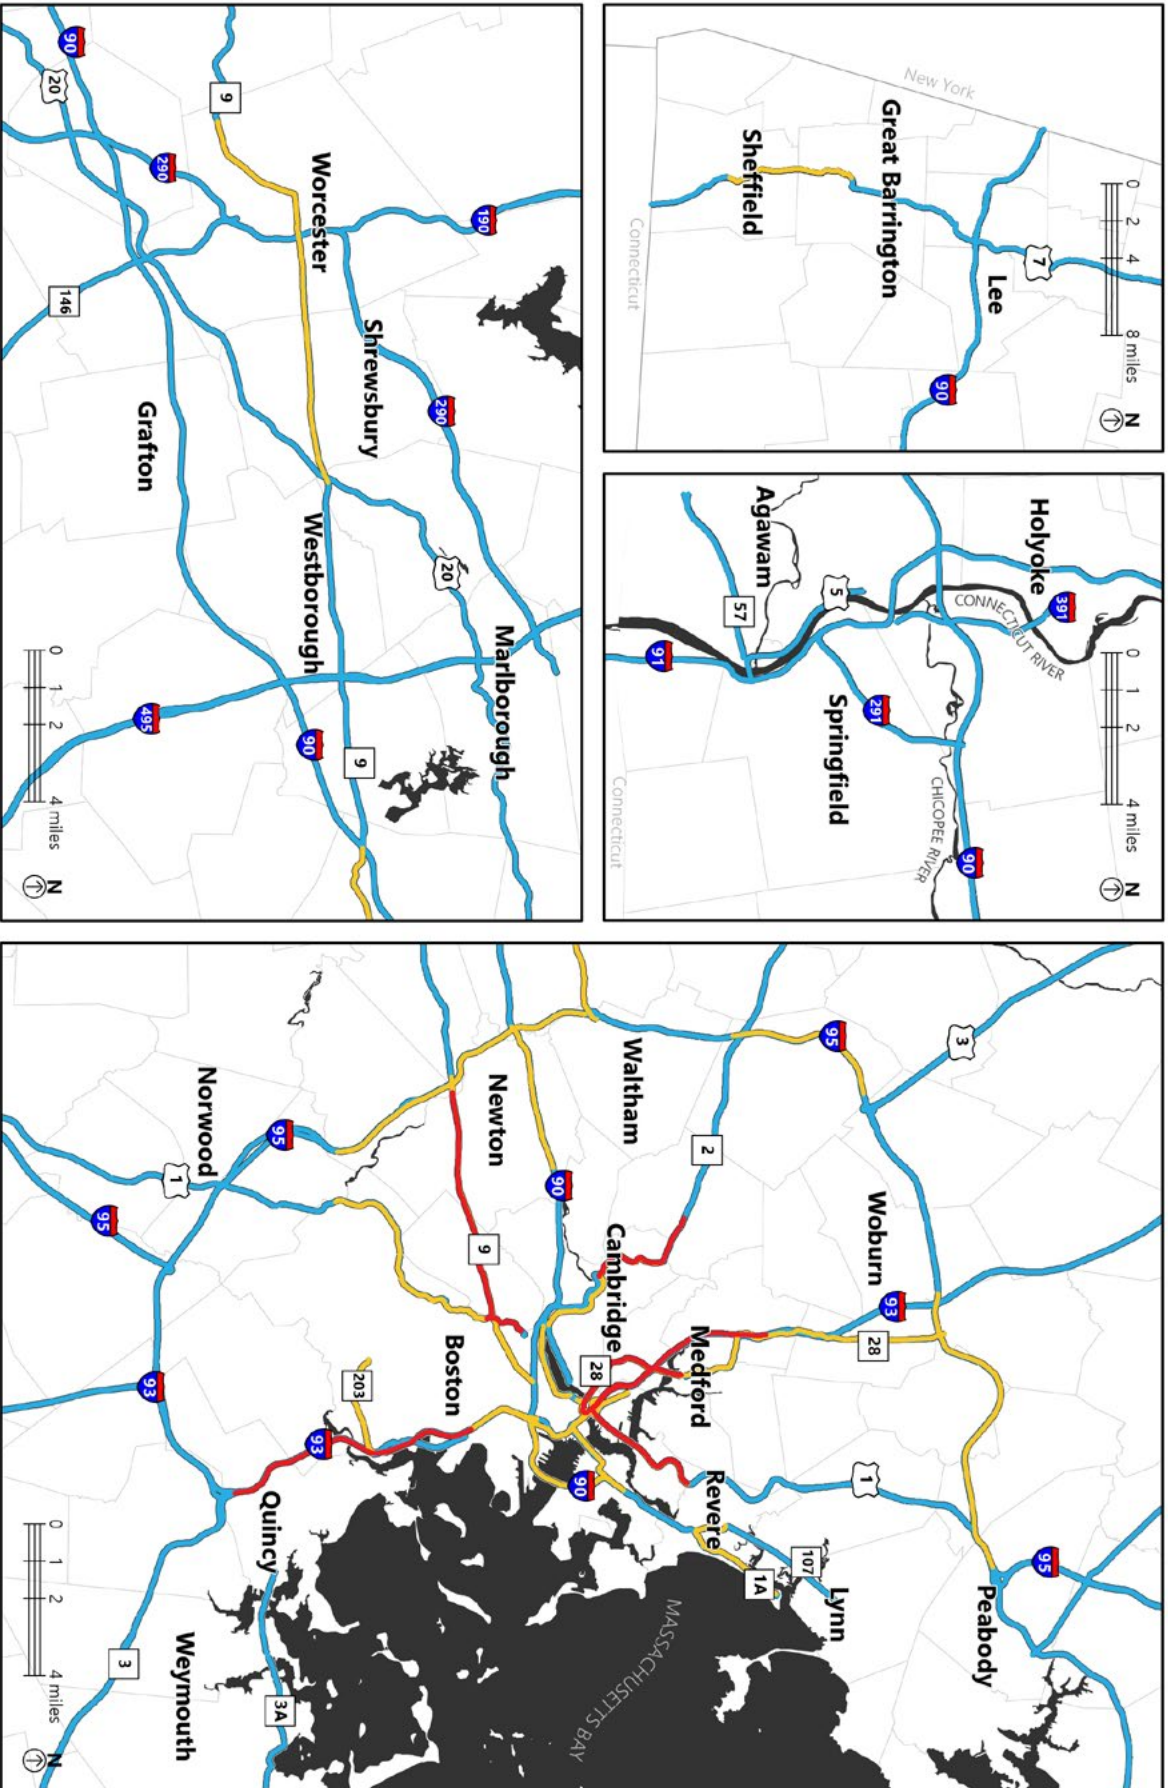 0 2 4 8 miles
N
7
Lee
New York
90
Great Barrington
Sheffield
Connecticut
0 1 2 4 miles
N
391
Holyoke
CONNECTICUT RIVER
90
CHICOPEE RIVER
291
5
Springfield
Agawam
57
91
Connecticut
Marlborough
190
20
290
Shrewsbury
9
Worcester
Westborough
90
9
290
Grafton
495
90
146
20
0 1 2 4 miles
N
95
Peabody
3
93
Woburn
28
1
Lynn
95
107
1A
Revere
2
Medford
MASSACHUSETTS BAY
Waltham
Cambridge
28
90
90
Newton
9
Boston
203
93
95
3A
Quincy
Norwood
Weymouth
1
93
3
95
0 1 2 4 miles
N